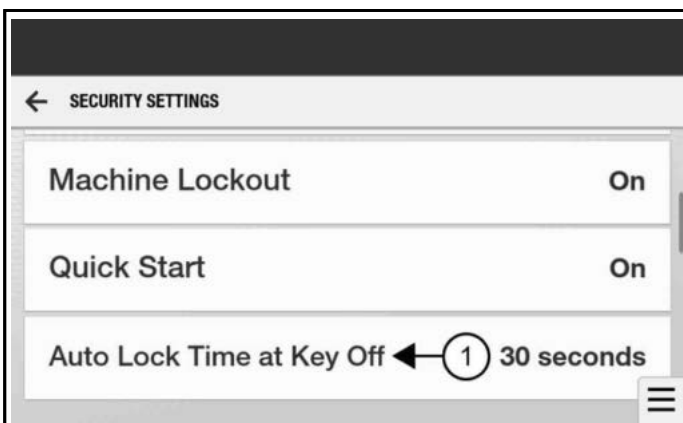 SECURITY SETTINGS
Machine Lockout On
Quick Start On
Auto Lock Time at Key Off 1 30 seconds